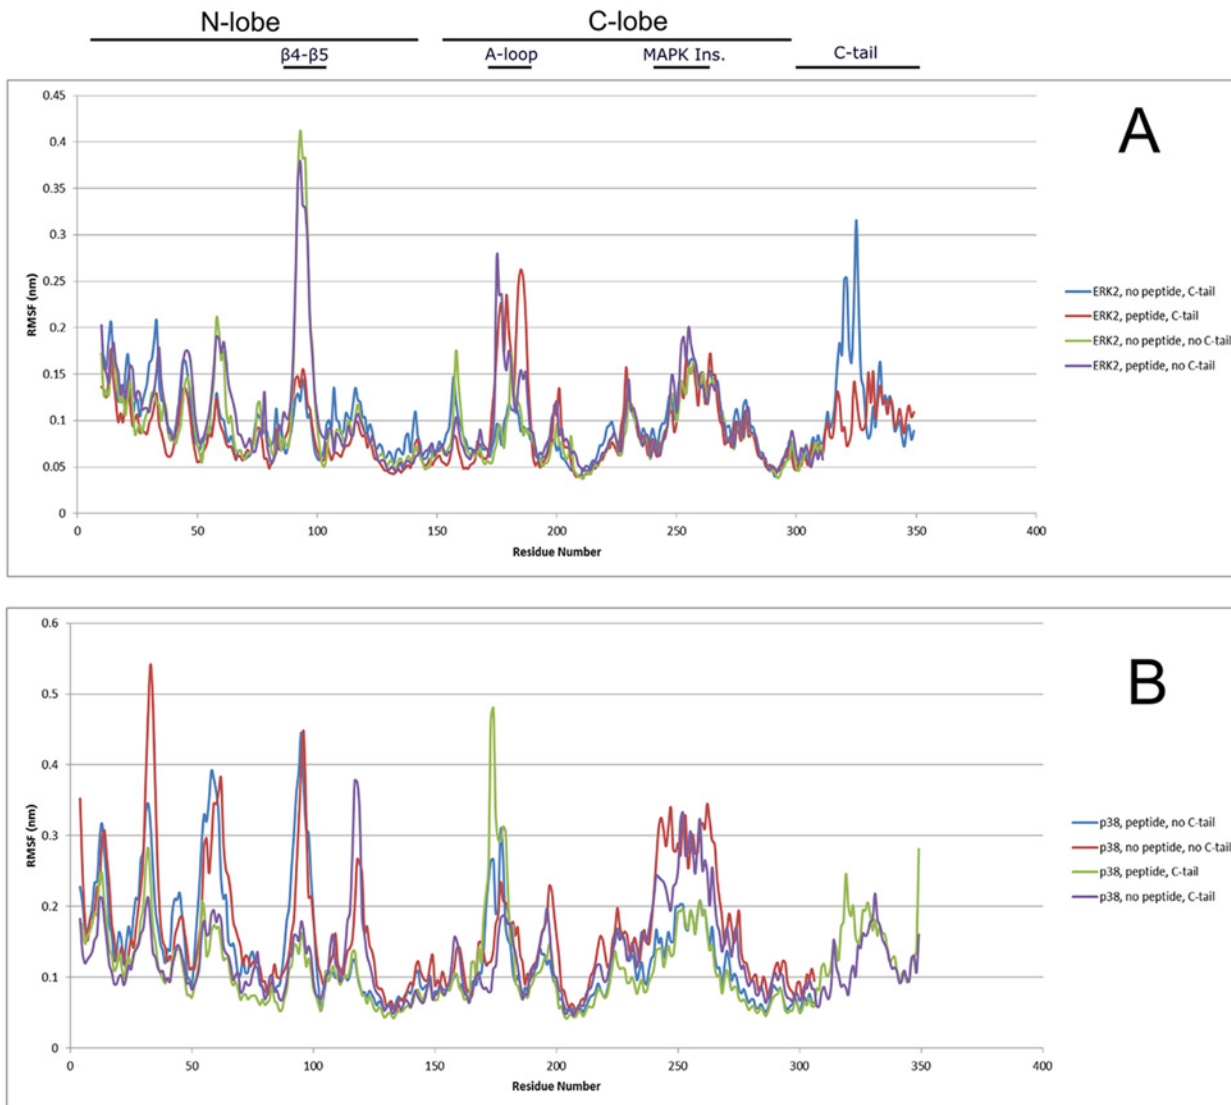 N-lobe C-lobe
β4-β5 A-loop MAPK Ins. C-tail
A
0.45
0.4
0.35
0.3
0.25
0.2
0.15
0.1
0.05
0
RMSF (nm)
0 50 100 150 200 250 300 350 400
Residue Number
ERK2, no peptide, C-tail
ERK2, peptide, C-tail
ERK2, no peptide, no C-tail
ERK2, peptide, no C-tail
B
0.6
0.5
0.4
0.3
0.2
0.1
0
RMSF (nm)
0 50 100 150 200 250 300 350 400
Residue Number
p38, peptide, no C-tail
p38, no peptide, no C-tail
p38, peptide, C-tail
p38, no peptide, C-tail